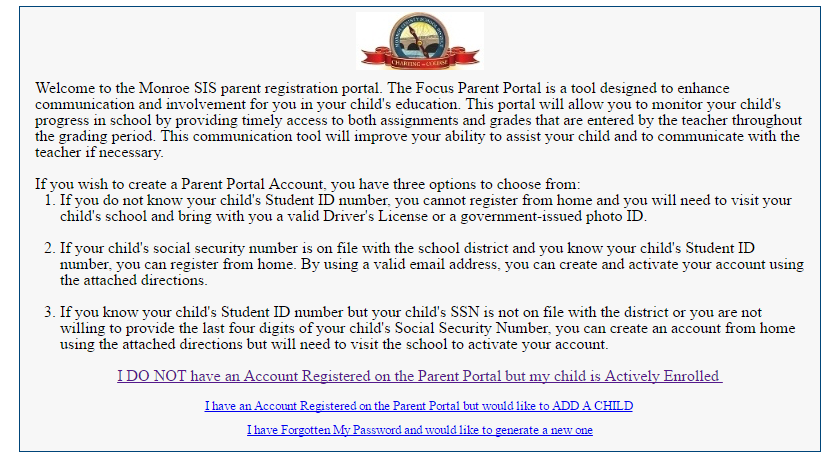 MONROE COUNTY SCHOOL DISTRICT
CHARTING our COURSE
Welcome to the Monroe SIS parent registration portal. The Focus Parent Portal is a tool designed to enhance
communication and involvement for you in your child's education. This portal will allow you to monitor your child's
progress in school by providing timely access to both assignments and grades that are entered by the teacher throughout
the grading period. This communication tool will improve your ability to assist your child and to communicate with the
teacher if necessary.
If you wish to create a Parent Portal Account, you have three options to choose from:
1. If you do not know your child's Student ID number, you cannot register from home and you will need to visit your
child's school and bring with you a valid Driver's License or a government-issued photo ID.
2. If your child's social security number is on file with the school district and you know your child's Student ID
number, you can register from home. By using a valid email address, you can create and activate your account using
the attached directions.
3. If you know your child's Student ID number but your child's SSN is not on file with the district or you are not
willing to provide the last four digits of your child's Social Security Number, you can create an account from home
using the attached directions but will need to visit the school to activate your account.
I DO NOT have an Account Registered on the Parent Portal but my child is Actively Enrolled
I have an Account Registered on the Parent Portal but would like to ADD A CHILD
I have Forgotten My Password and would like to generate a new one